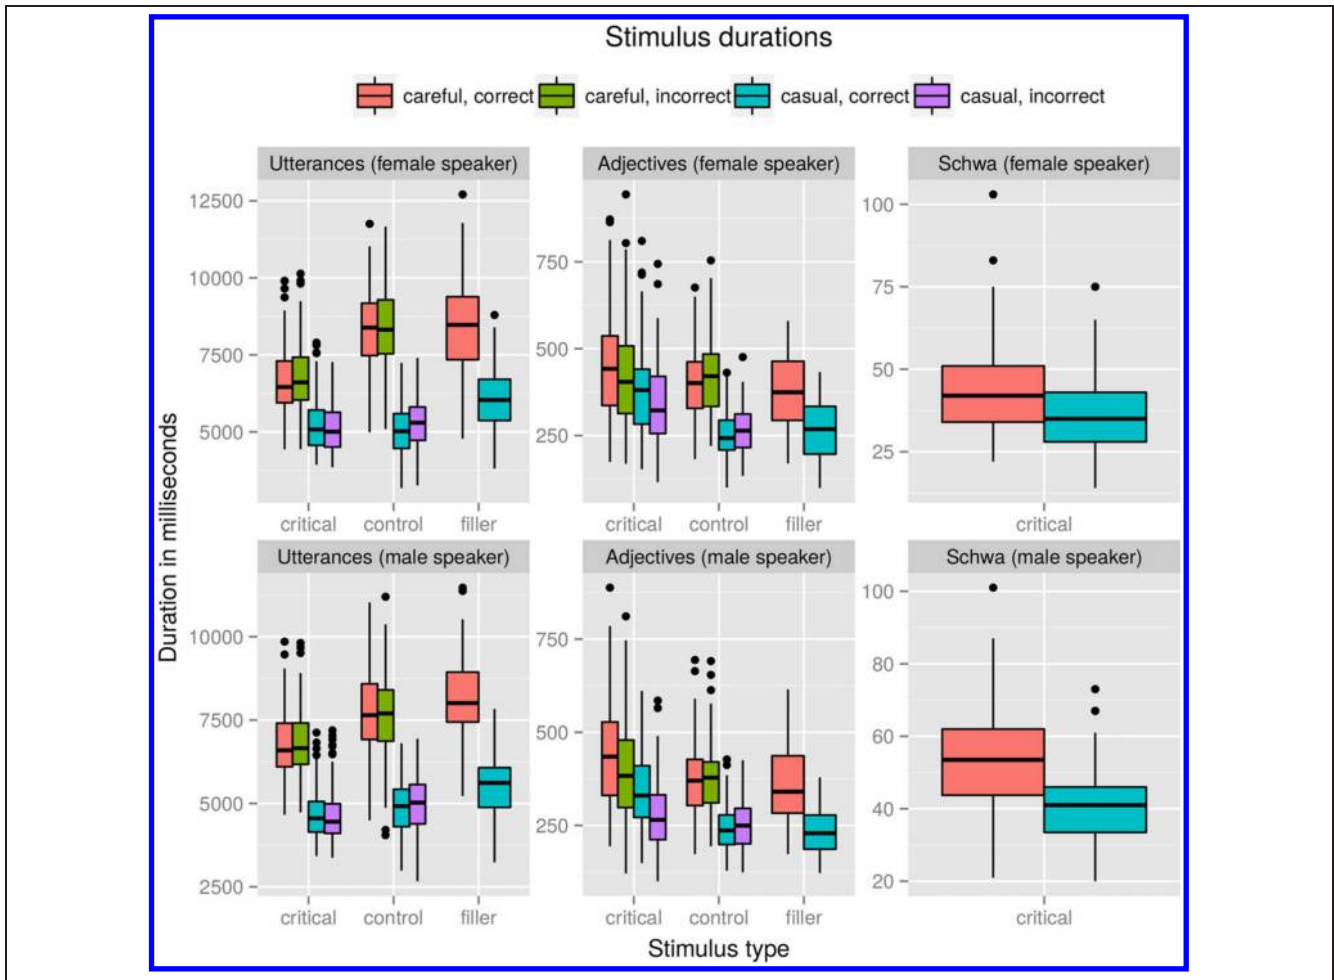 Stimulus durations
careful, correct careful, incorrect casual, correct casual, incorrect
Utterances (female speaker) Adjectives (female speaker) Schwa (female speaker)
12500
10000
7500
5000
750
500
250
100
75
50
25
critical control filler critical control filler critical
Utterances (male speaker) Adjectives (male speaker) Schwa (male speaker)
10000
7500
5000
2500
750
500
250
100
80
60
40
20
critical control filler critical control filler critical
Duration in milliseconds
Stimulus type